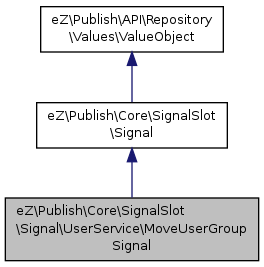 eZ\Publish\API\Repository
\Values\ValueObject
eZ\Publish\Core\SignalSlot
\Signal
eZ\Publish\Core\SignalSlot
\Signal\UserService\MoveUserGroup
Signal